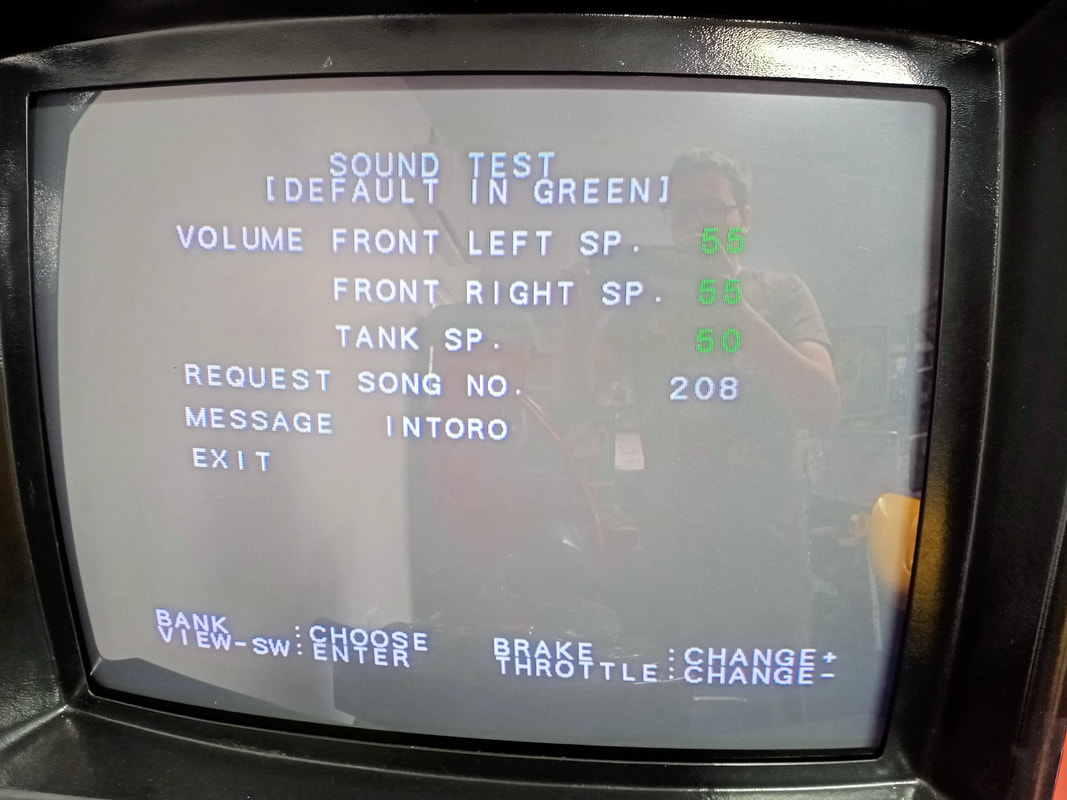 SOUND TEST
[DEFAULT IN GREEN]
VOLUME FRONT LEFT SP. 55
FRONT RIGHT SP. 55
TANK SP. 50
REQUEST SONG NO. 208
MESSAGE INTORO
EXIT
BANK :CHOOSE
VIEW-SW:ENTER
BRAKE :CHANGE+
THROTTLE:CHANGE-